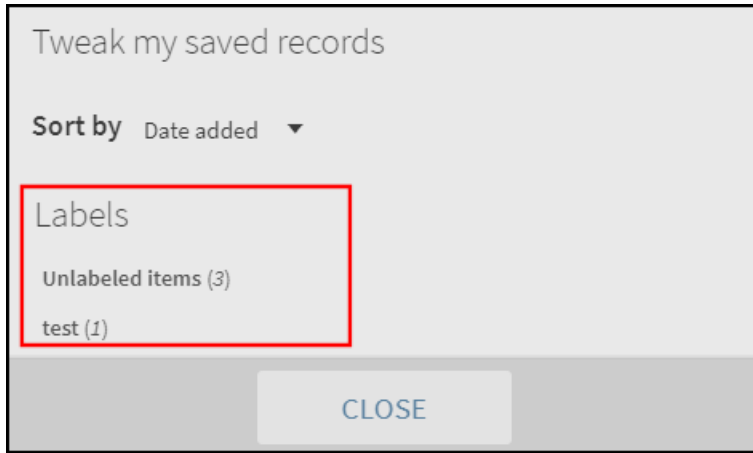 Tweak my saved records
Sort by Date added
Labels
Unlabeled items (3)
test (1)
CLOSE